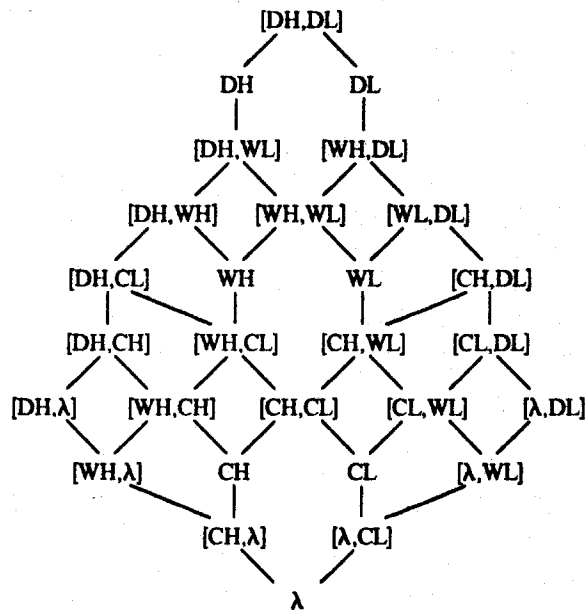 [DH,DL]
DH DL
[DH,WL] [WH,DL]
[DH,WH] [WH,WL] [WL,DL]
[DH,CL] WH WL [CH,DL]
[DH,CH] [WH,CL] [CH,WL] [CL,DL]
[DH,λ] [WH,CH] [CH,CL] [CL,WL] [λ,DL]
[WH,λ] CH CL [λ,WL]
[CH,λ] [λ,CL]
λ